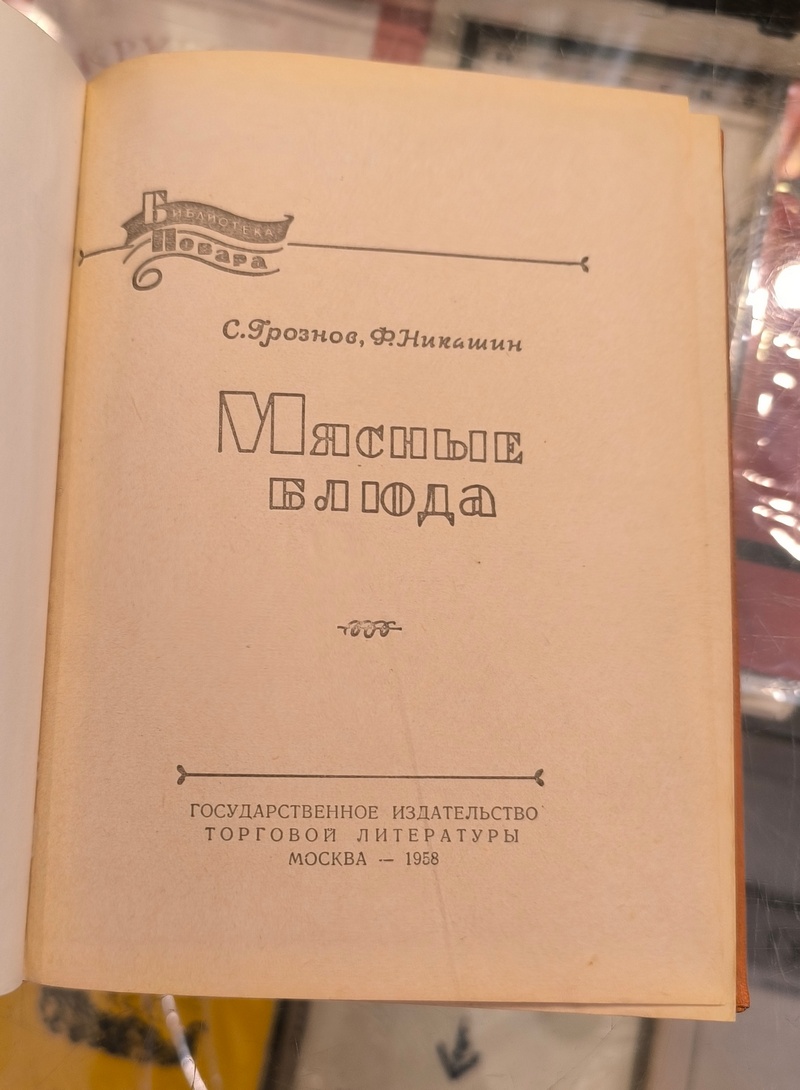 Библиотека
Повара
С. Грознов, Ф. Никашин
Мясные
блюда
ГОСУДАРСТВЕННОЕ ИЗДАТЕЛЬСТВО
ТОРГОВОЙ ЛИТЕРАТУРЫ
МОСКВА — 1958